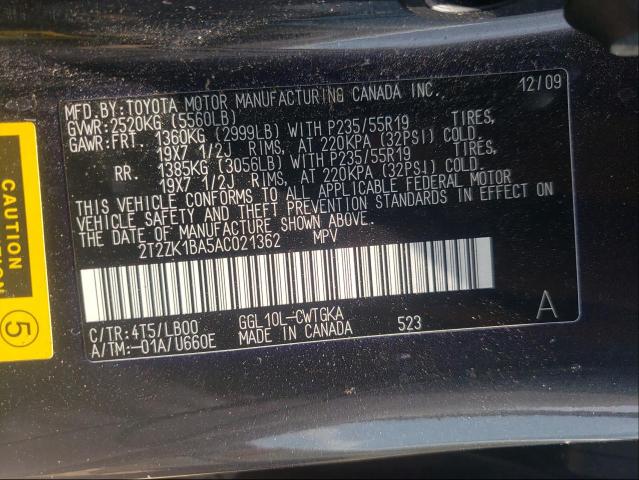 MFD.BY:TOYOTA MOTOR MANUFACTURING CANADA INC. 12/09
GVWR:2520KG (5560LB)
GAWR:FRT. 1360KG (2999LB) WITH P235/55R19 TIRES,
19X7 1/2J RIMS, AT 220KPA (32PSI) COLD.
RR. 1385KG (3056LB) WITH P235/55R19 TIRES,
19X7 1/2J RIMS, AT 220KPA (32PSI) COLD.
THIS VEHICLE CONFORMS TO ALL APPLICABLE FEDERAL MOTOR
VEHICLE SAFETY AND THEFT PREVENTION STANDARDS IN EFFECT ON
THE DATE OF MANUFACTURE SHOWN ABOVE.
2T2ZK1BA5AC021362 MPV
C/TR:4T5/LB00 GGL10L-CWTGKA A
A/TM:-01A/U660E MADE IN CANADA 523
CAUTION
5